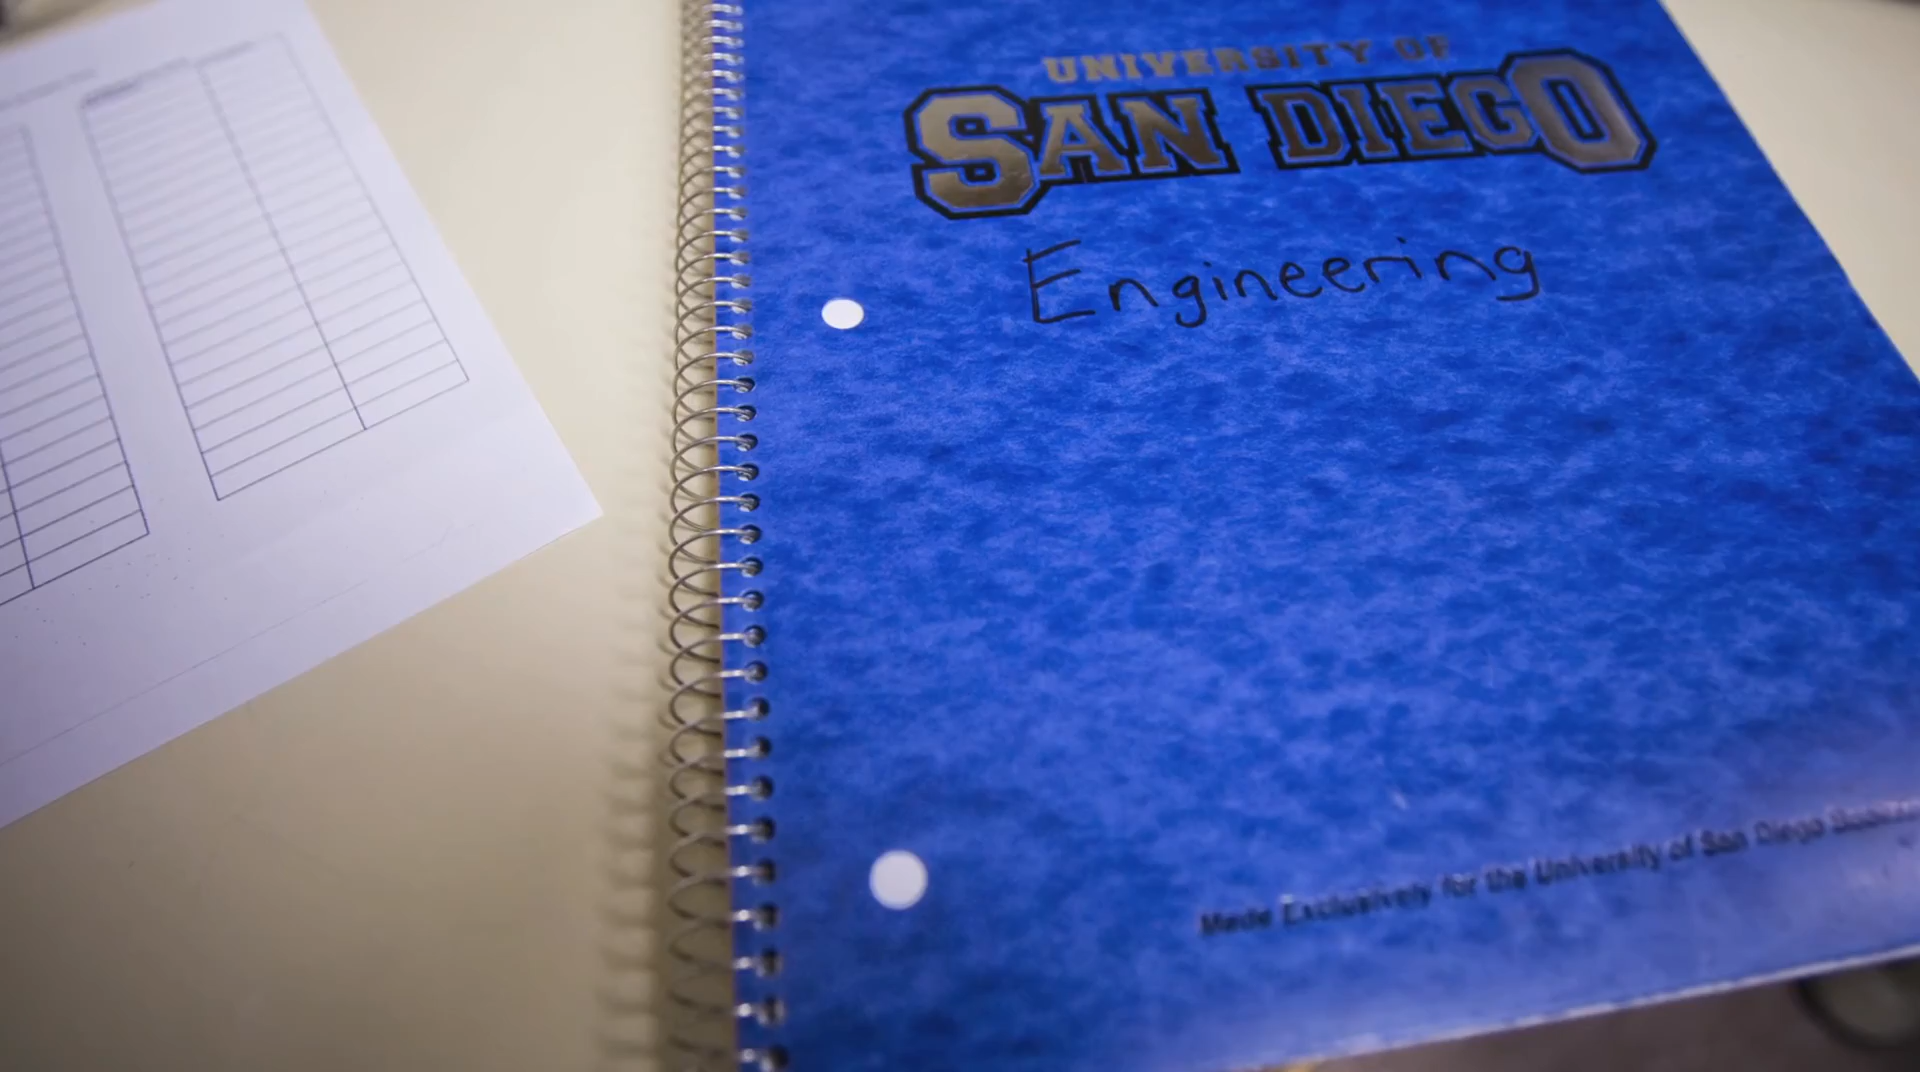 UNIVERSITY OF
SAN DIEGO
Engineering
Made Exclusively for the University of San Diego